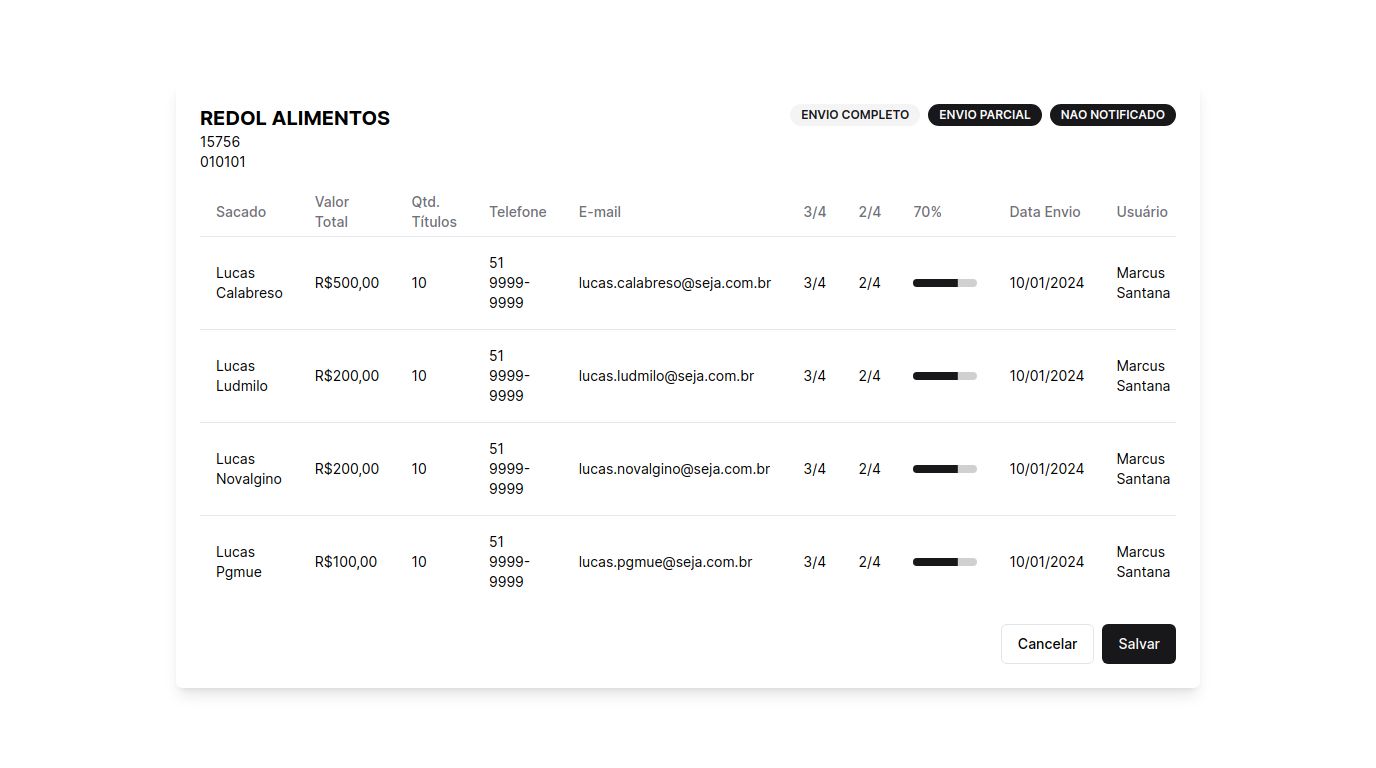 REDOL ALIMENTOS
ENVIO COMPLETO ENVIO PARCIAL NAO NOTIFICADO
15756
010101
Sacado Valor Total Qtd. Títulos Telefone E-mail 3/4 2/4 70% Data Envio Usuário
Lucas Calabreso R$500,00 10 51 9999-9999 lucas.calabreso@seja.com.br 3/4 2/4 10/01/2024 Marcus Santana
Lucas Ludmilo R$200,00 10 51 9999-9999 lucas.ludmilo@seja.com.br 3/4 2/4 10/01/2024 Marcus Santana
Lucas Novalgino R$200,00 10 51 9999-9999 lucas.novalgino@seja.com.br 3/4 2/4 10/01/2024 Marcus Santana
Lucas Pgmue R$100,00 10 51 9999-9999 lucas.pgmue@seja.com.br 3/4 2/4 10/01/2024 Marcus Santana
Cancelar Salvar